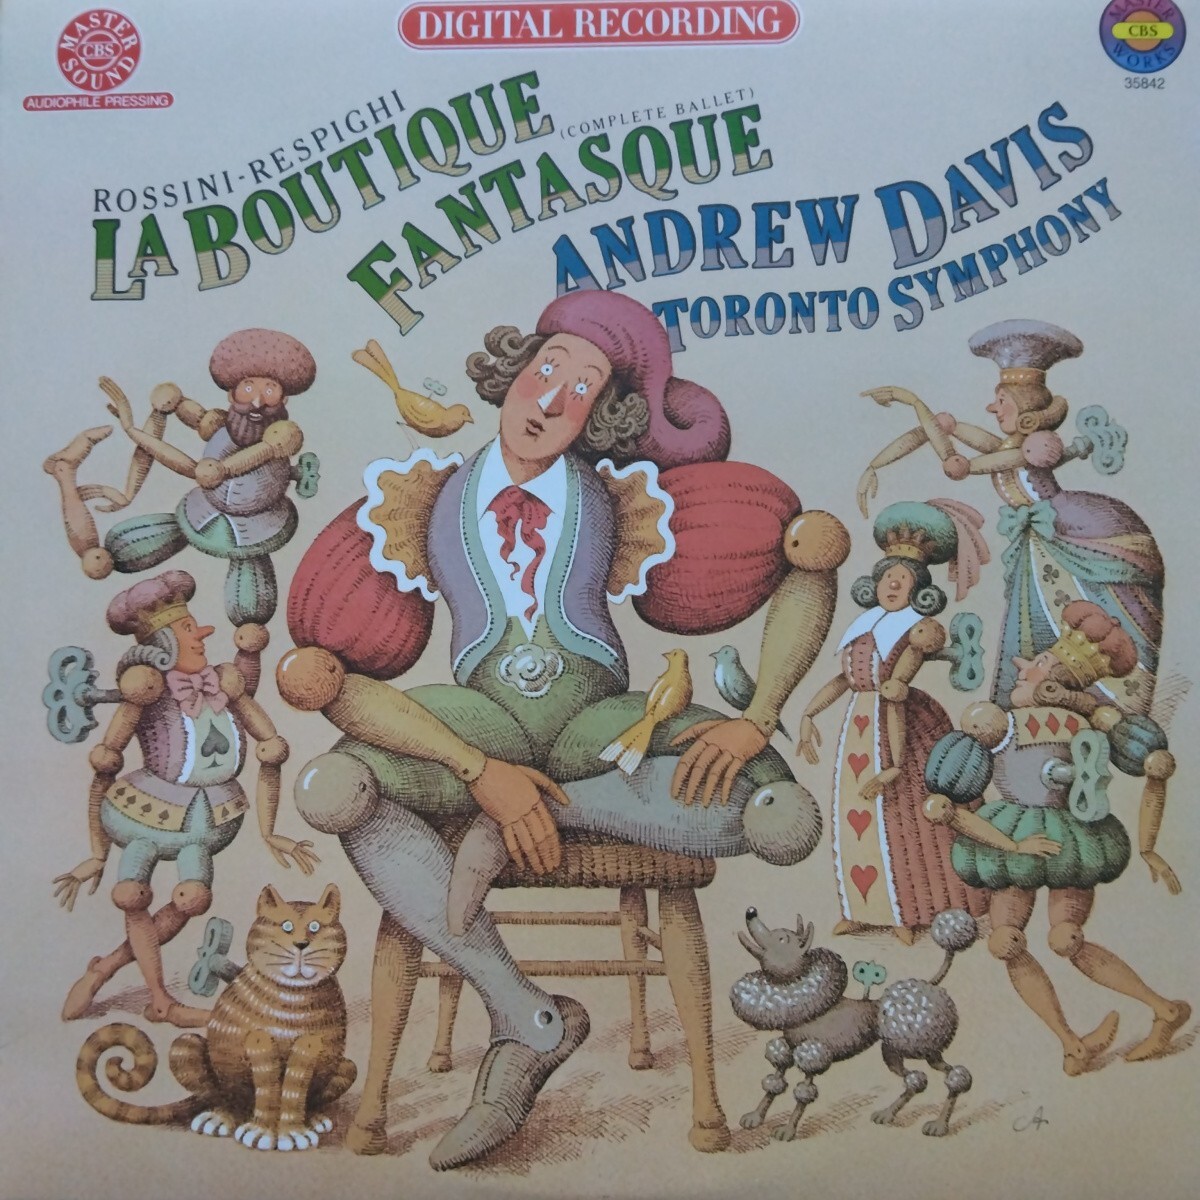 DIGITAL RECORDING
MASTER
CBS
SOUND
AUDIOPHILE PRESSING
MASTER
CBS
WORKS
35842
ROSSINI-RESPIGHI
LA BOUTIQUE
(COMPLETE BALLET)
FANTASQUE
ANDREW DAVIS
TORONTO SYMPHONY